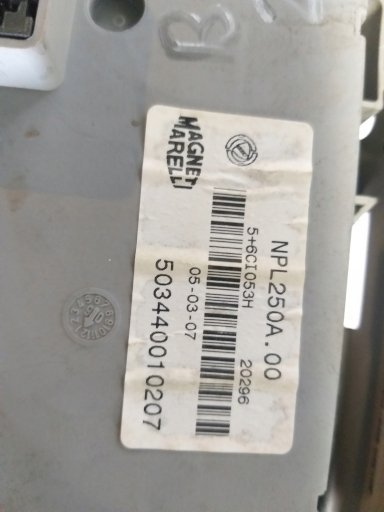 B
MAGNETI
MARELLI
NPL250A.00
5+6CI053H
20296
05-03-07
503440010207